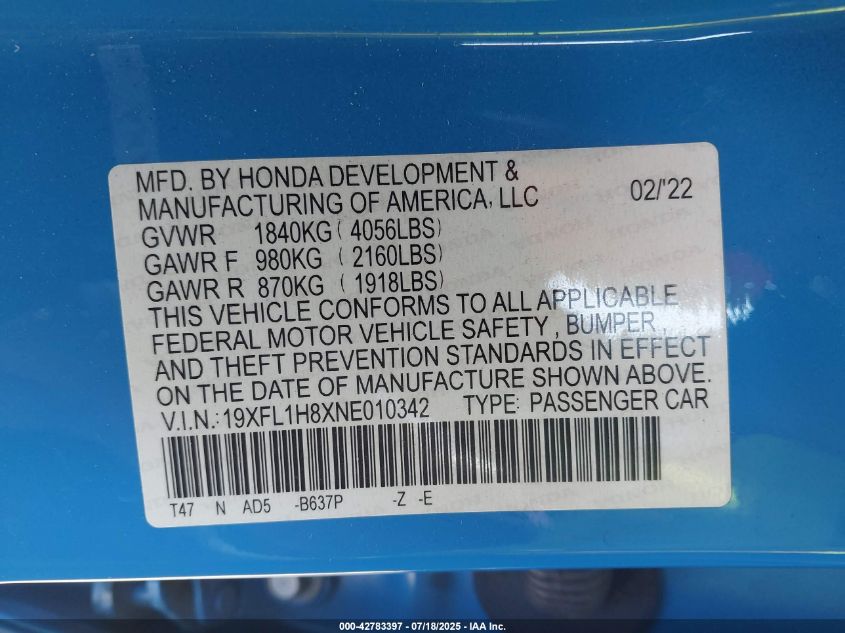 MFD. BY HONDA DEVELOPMENT &
MANUFACTURING OF AMERICA, LLC 02/'22
GVWR 1840KG ( 4056LBS)
GAWR F 980KG ( 2160LBS)
GAWR R 870KG ( 1918LBS)
THIS VEHICLE CONFORMS TO ALL APPLICABLE
FEDERAL MOTOR VEHICLE SAFETY, BUMPER,
AND THEFT PREVENTION STANDARDS IN EFFECT
ON THE DATE OF MANUFACTURE SHOWN ABOVE.
V.I.N.: 19XFL1H8XNE010342 TYPE: PASSENGER CAR
T47 N AD5 -B637P -Z -E
000-42783397 - 07/18/2025 - IAA Inc.